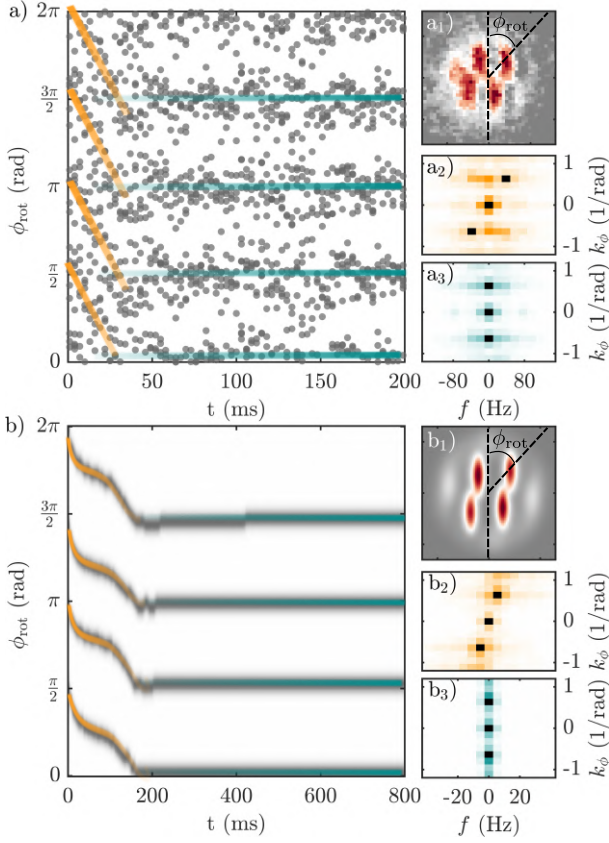 a)
2π
3π/2
π
π/2
0
ϕrot (rad)
0 50 100 150 200
t (ms)
a1)
ϕrot
a2)
1
0
-1
kϕ (1/rad)
a3)
1
0
-1
kϕ (1/rad)
-80 0 80
f (Hz)
b)
2π
3π/2
π
π/2
0
ϕrot (rad)
0 200 400 600 800
t (ms)
b1)
ϕrot
b2)
1
0
-1
kϕ (1/rad)
b3)
1
0
-1
kϕ (1/rad)
-20 0 20
f (Hz)